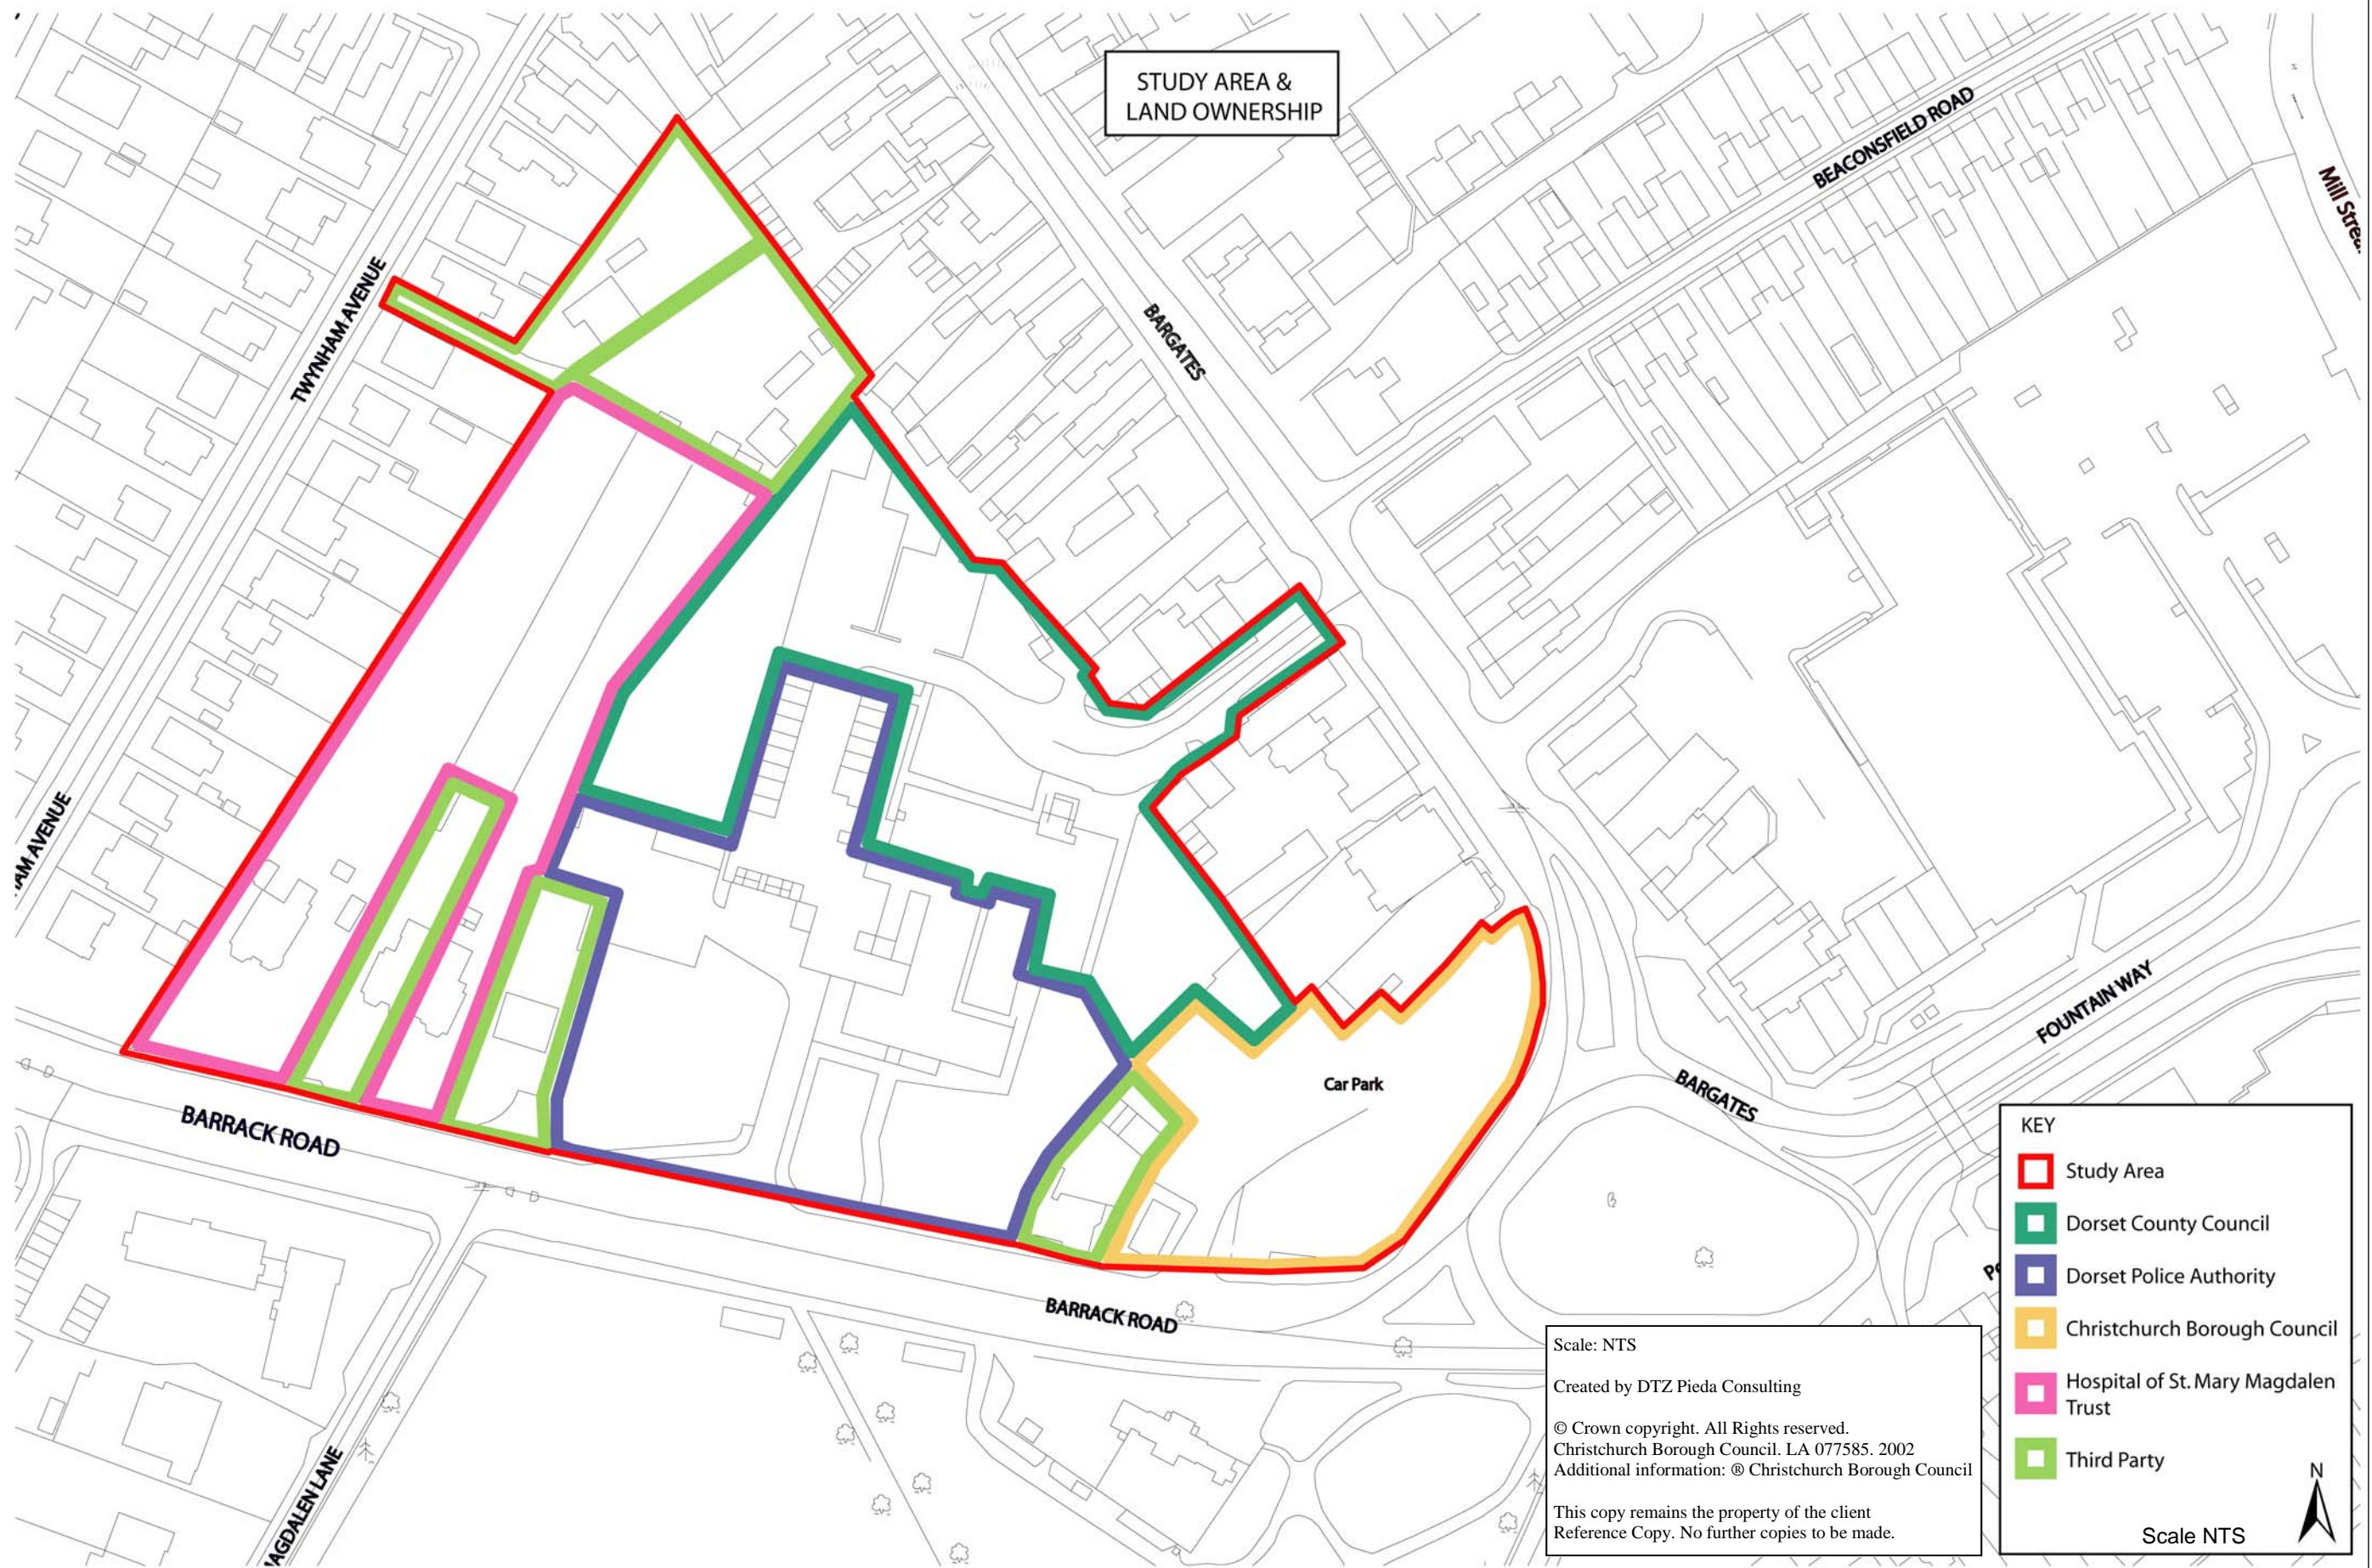 STUDY AREA &
LAND OWNERSHIP
BEACONSFIELD ROAD
TWYNHAM AVENUE
BARGATES
AM AVENUE
FOUNTAIN WAY
Car Park
BARGATES
BARRACK ROAD
BARRACK ROAD
AGDALEN LANE
KEY
Study Area
Dorset County Council
Dorset Police Authority
Christchurch Borough Council
Hospital of St. Mary Magdalen
Trust
Third Party
N
Scale NTS
Scale: NTS
Created by DTZ Pieda Consulting
© Crown copyright. All Rights reserved.
Christchurch Borough Council. LA 077585. 2002
Additional information: ® Christchurch Borough Council
This copy remains the property of the client
Reference Copy. No further copies to be made.